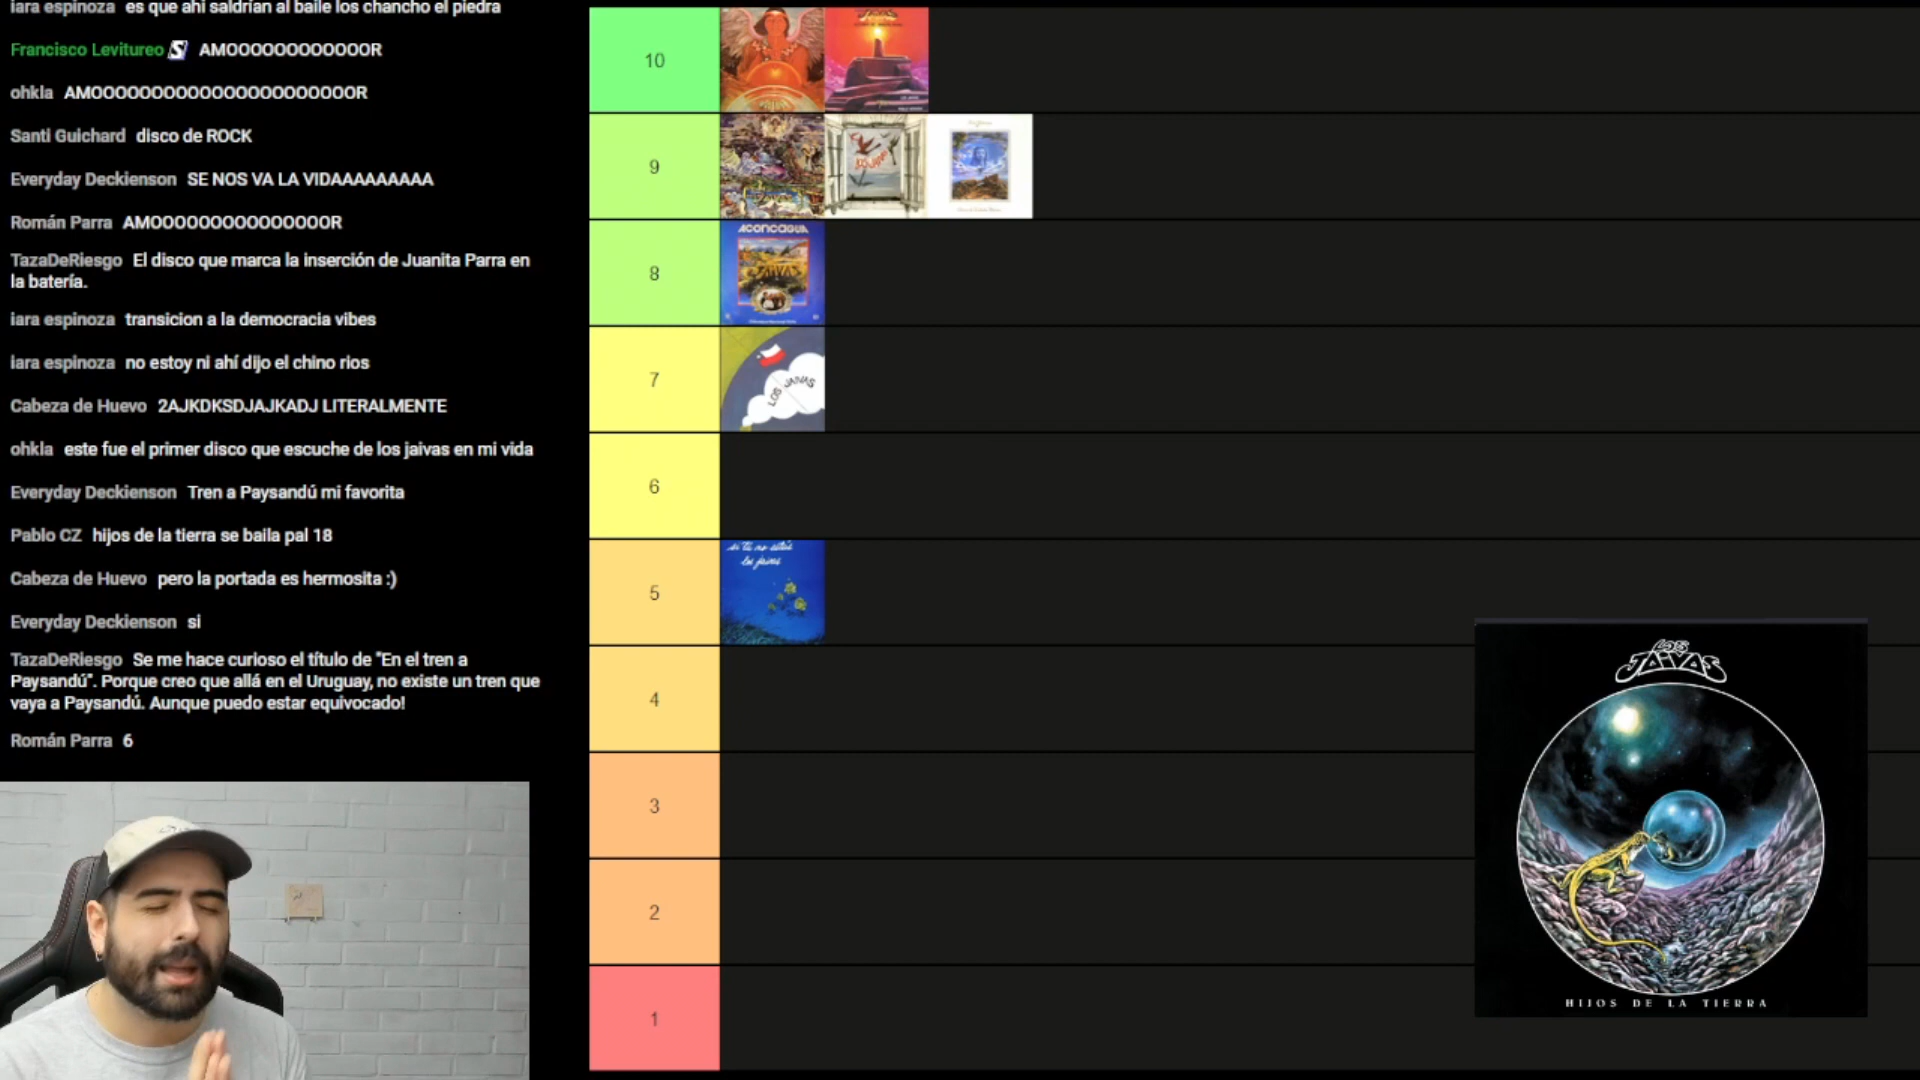 iara espinoza es que ahi saldrían al baile los chancho el piedra
Francisco Levitureo S AMOOOOOOOOOOOOR
ohkla AMOOOOOOOOOOOOOOOOOOOOOOR
Santi Guichard disco de ROCK
Everyday Deckienson SE NOS VA LA VIDAAAAAAAAA
Román Parra AMOOOOOOOOOOOOOOOR
TazaDeRiesgo El disco que marca la inserción de Juanita Parra en
la batería.
iara espinoza transicion a la democracia vibes
iara espinoza no estoy ni ahí dijo el chino rios
Cabeza de Huevo 2AJKDKSDJAJKADJ LITERALMENTE
ohkla este fue el primer disco que escuche de los jaivas en mi vida
Everyday Deckienson Tren a Paysandú mi favorita
Pablo CZ hijos de la tierra se baila pal 18
Cabeza de Huevo pero la portada es hermosita :)
Everyday Deckienson si
TazaDeRiesgo Se me hace curioso el título de "En el tren a
Paysandú". Porque creo que allá en el Uruguay, no existe un tren que
vaya a Paysandú. Aunque puedo estar equivocado!
Román Parra 6
10
9
8
ACONCAGUA
JAIVAS
7
LOS JAIVAS
6
5
si tú no estás
los jaivas
4
3
2
1
LOS
JAIVAS
HIJOS DE LA TIERRA